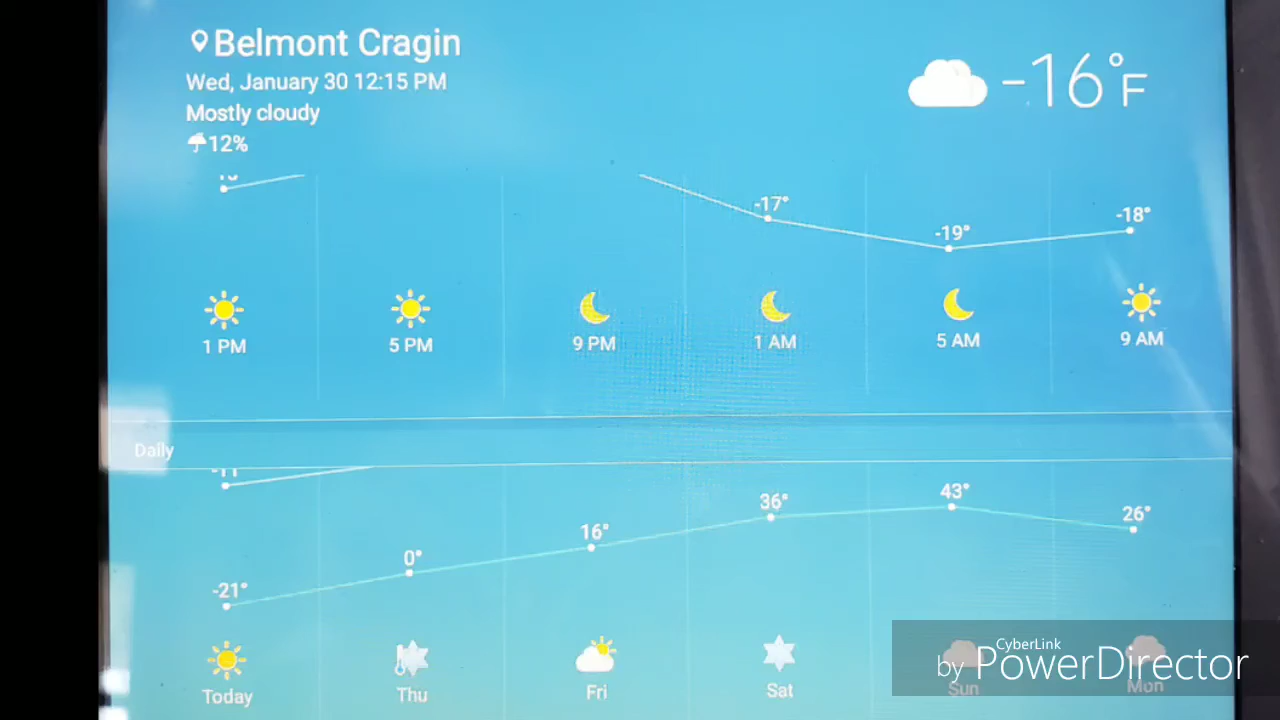 Belmont Cragin
Wed, January 30 12:15 PM
Mostly cloudy
12%
-16°F
-17°
-19°
-18°
1 PM
5 PM
9 PM
1 AM
5 AM
9 AM
Daily
-21°
0°
16°
36°
43°
26°
Today
Thu
Fri
Sat
Sun
Mon
CyberLink
by PowerDirector